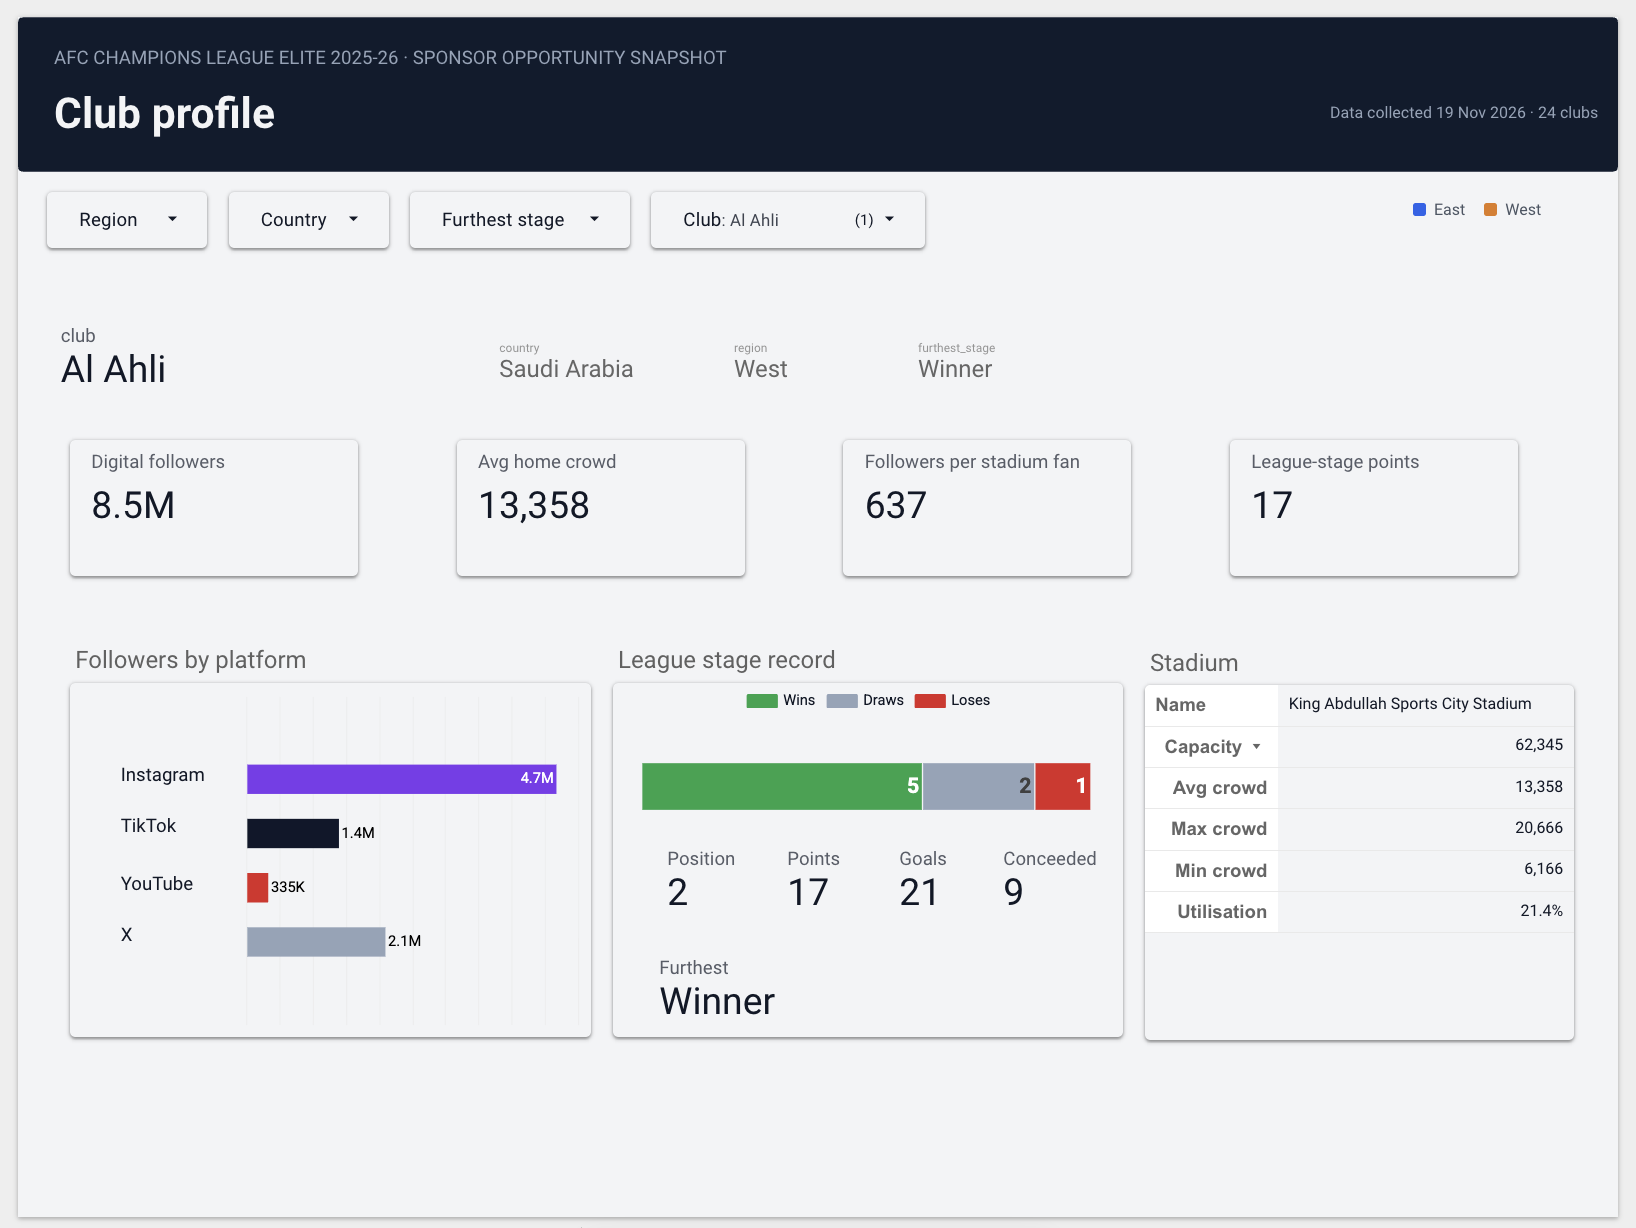 AFC CHAMPIONS LEAGUE ELITE 2025-26 · SPONSOR OPPORTUNITY SNAPSHOT
Club profile
Data collected 19 Nov 2026 · 24 clubs
Region
Country
Furthest stage
Club: Al Ahli (1)
East
West
club
Al Ahli
country
Saudi Arabia
region
West
furthest_stage
Winner
Digital followers
8.5M
Avg home crowd
13,358
Followers per stadium fan
637
League-stage points
17
Followers by platform
Instagram 4.7M
TikTok 1.4M
YouTube 335K
X 2.1M
League stage record
Wins Draws Loses
5 2 1
Position Points Goals Conceeded
2 17 21 9
Furthest
Winner
Stadium
Name King Abdullah Sports City Stadium
Capacity 62,345
Avg crowd 13,358
Max crowd 20,666
Min crowd 6,166
Utilisation 21.4%